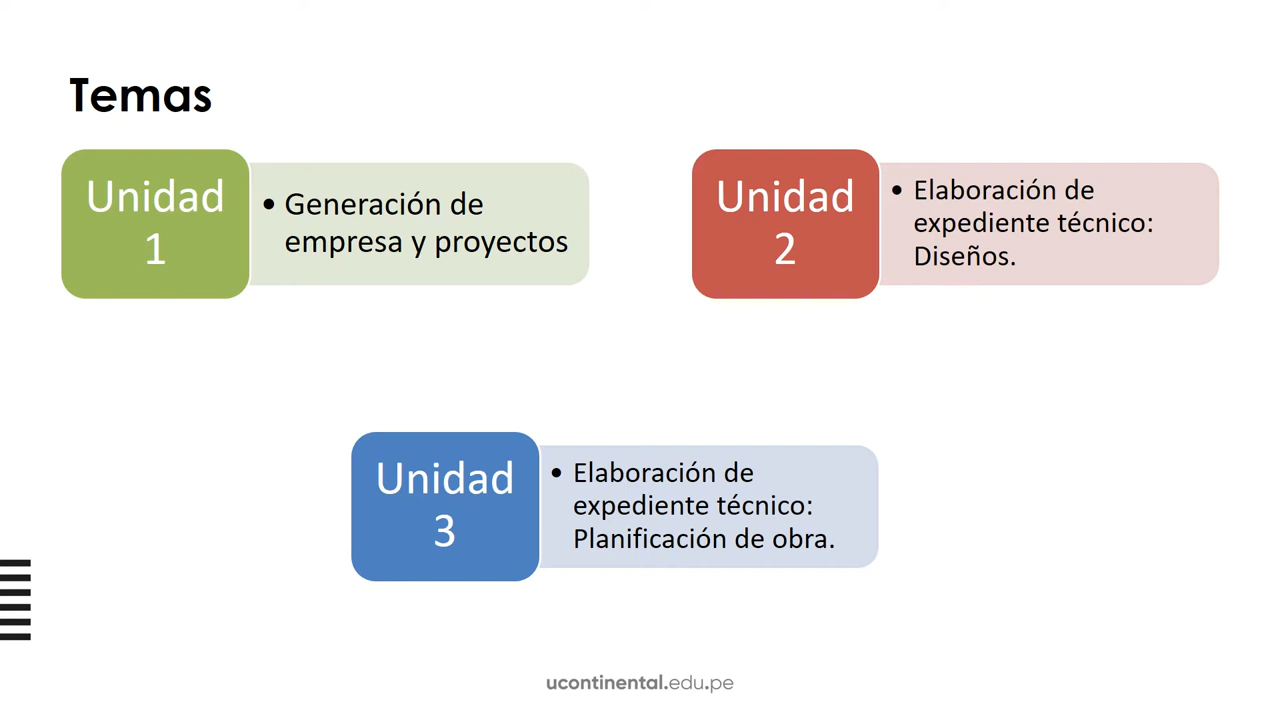 Temas
Unidad
1
• Generación de
empresa y proyectos
Unidad
2
• Elaboración de
expediente técnico:
Diseños.
Unidad
3
• Elaboración de
expediente técnico:
Planificación de obra.
ucontinental.edu.pe